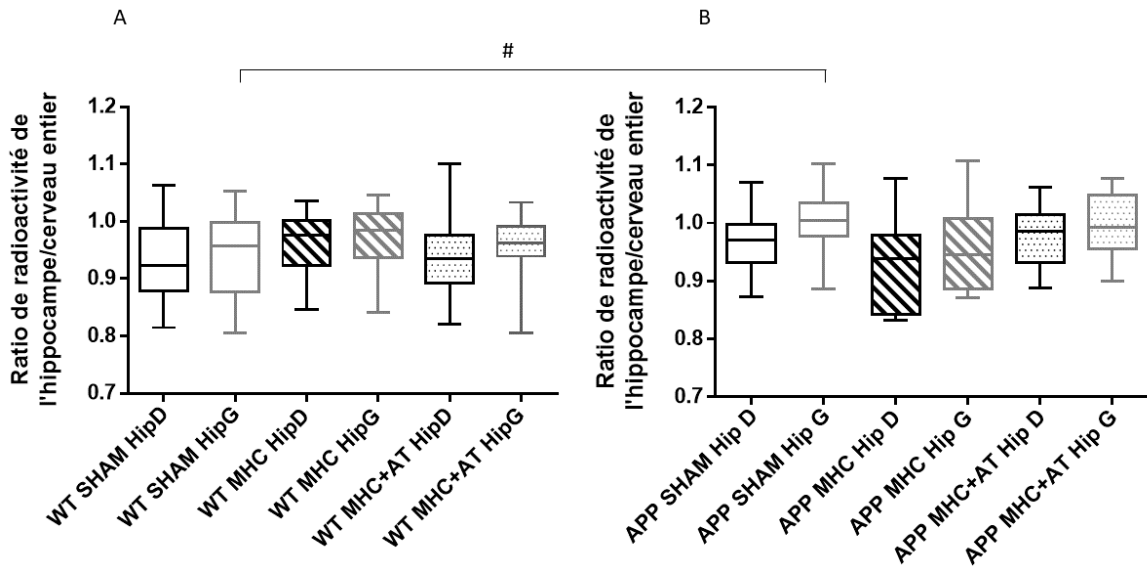 A
B
#
Ratio de radioactivité de
l'hippocampe/cerveau entier
1.2
1.1
1.0
0.9
0.8
0.7
WT SHAM HipD
WT SHAM HipG
WT MHC HipD
WT MHC HipG
WT MHC+AT HipD
WT MHC+AT HipG
Ratio de radioactivité de
l'hippocampe/cerveau entier
1.2
1.1
1.0
0.9
0.8
0.7
APP SHAM Hip D
APP SHAM Hip G
APP MHC Hip D
APP MHC Hip G
APP MHC+AT Hip D
APP MHC+AT Hip G